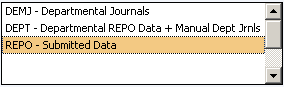 DEMJ - Departmental Journals
DEPT - Departmental REPO Data + Manual Dept Jrnls
REPO - Submitted Data